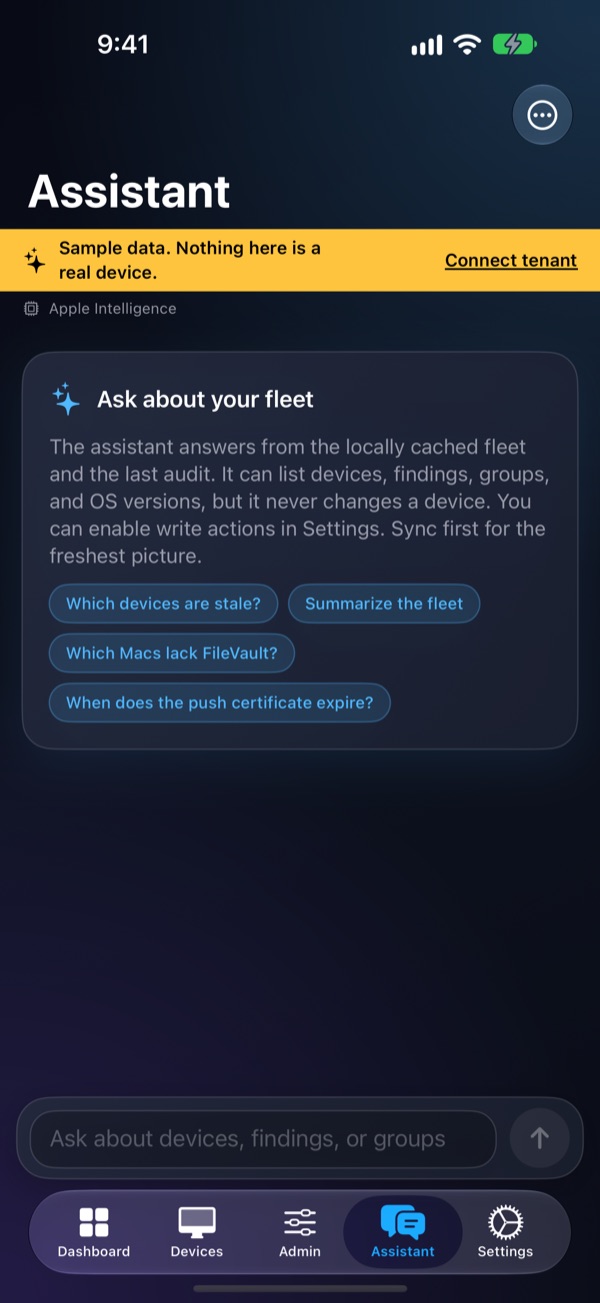 9:41
Assistant
Sample data. Nothing here is a
real device.
Connect tenant
Apple Intelligence
Ask about your fleet
The assistant answers from the locally cached fleet
and the last audit. It can list devices, findings, groups,
and OS versions, but it never changes a device. You
can enable write actions in Settings. Sync first for the
freshest picture.
Which devices are stale?
Summarize the fleet
Which Macs lack FileVault?
When does the push certificate expire?
Ask about devices, findings, or groups
Dashboard
Devices
Admin
Assistant
Settings